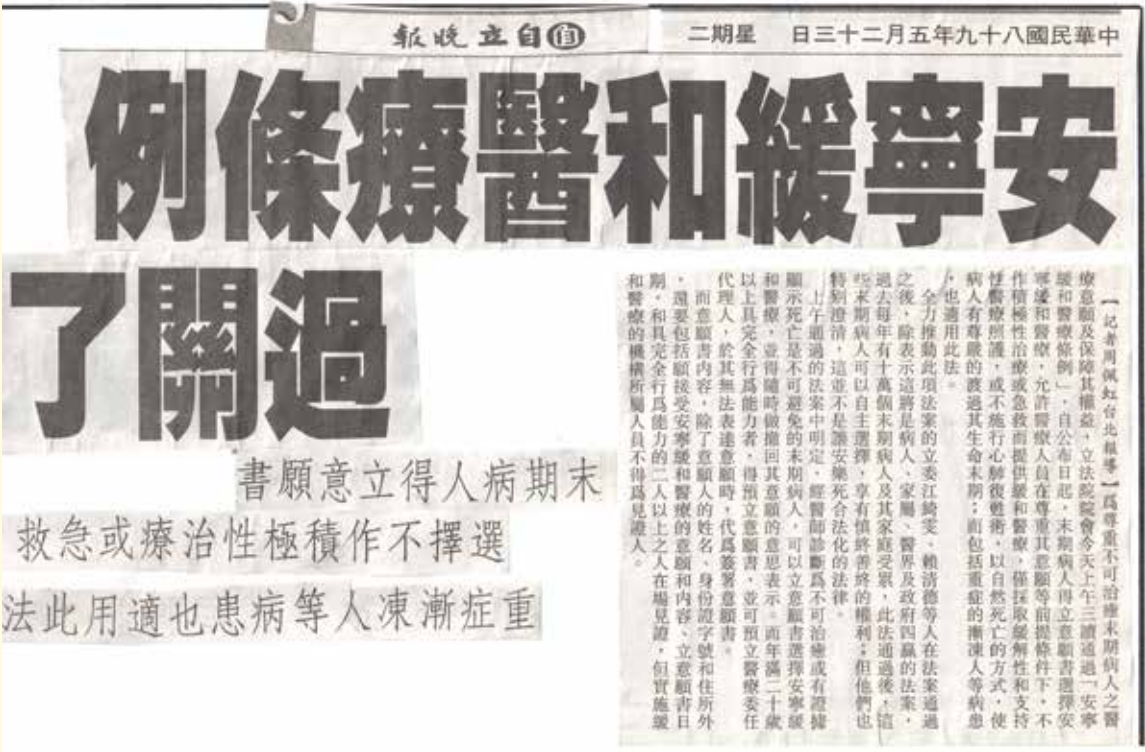 中華民國八十九年五月二十三日 星期二
自 自立晚報
安寧緩和醫療條例
過關了
末期病人得立意願書
選擇不作積極性治療或急救
重症漸凍人等病患也適用此法
【記者周佩虹台北報導】爲尊重不可治療末期病人之醫
療意願及保障其權益,立法院院會今天上午三讀通過「安寧
緩和醫療條例」,自公布日起,末期病人得立意願書選擇安
寧緩和醫療,允許醫療人員在尊重其意願等前提條件下,不
作積極性治療或急救而提供緩和醫療,僅採取緩解性和支持
性醫療照護,或不施行心肺復甦術,以自然死亡的方式,使
病人有尊嚴的渡過其生命末期;而包括重症的漸凍人等病患
,也適用此法。
全力推動此項法案的立委江綺雯、賴清德等人在法案通過
之後,除表示這將是病人、家屬、醫界及政府四贏的法案,
過去每年有十萬個末期病人及其家庭受累,此法通過後,這
些末期病人可以自主選擇,享有慎終善終的權利;但他們也
特別澄清,這並不是讓安樂死合法化的法律。
上午通過的法案中明定,經醫師診斷爲不可治癒或有證據
顯示死亡是不可避免的末期病人,可以立意願書選擇安寧緩
和醫療,並得隨時做撤回其意願的意思表示。而年滿二十歲
以上具完全行爲能力者,得預立意願書,並可預立醫療委任
代理人,於其無法表達意願時,代爲簽署意願書。
而意願書內容,除了意願人的姓名、身份證字號和住所外
,還要包括願接受安寧緩和醫療的意願和內容、立意願書日
期,和具完全行爲能力的二人以上之人在場見證,但實施緩
和醫療的機構所屬人員不得爲見證人。